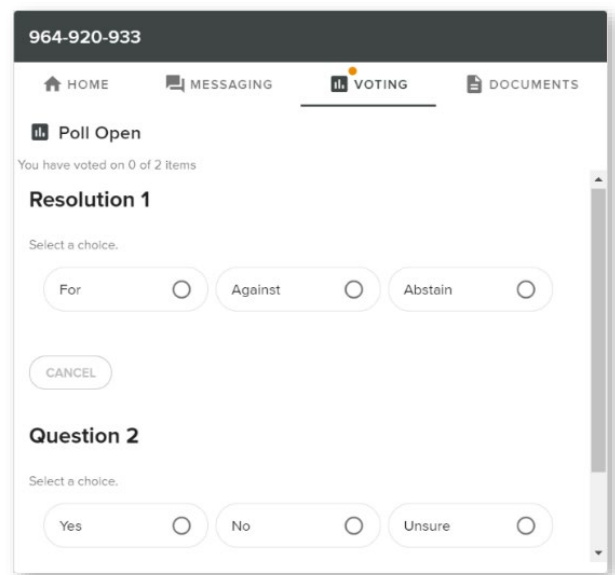 964-920-933
HOME MESSAGING VOTING DOCUMENTS
Poll Open
You have voted on 0 of 2 items
Resolution 1
Select a choice.
For Against Abstain
CANCEL
Question 2
Select a choice.
Yes No Unsure